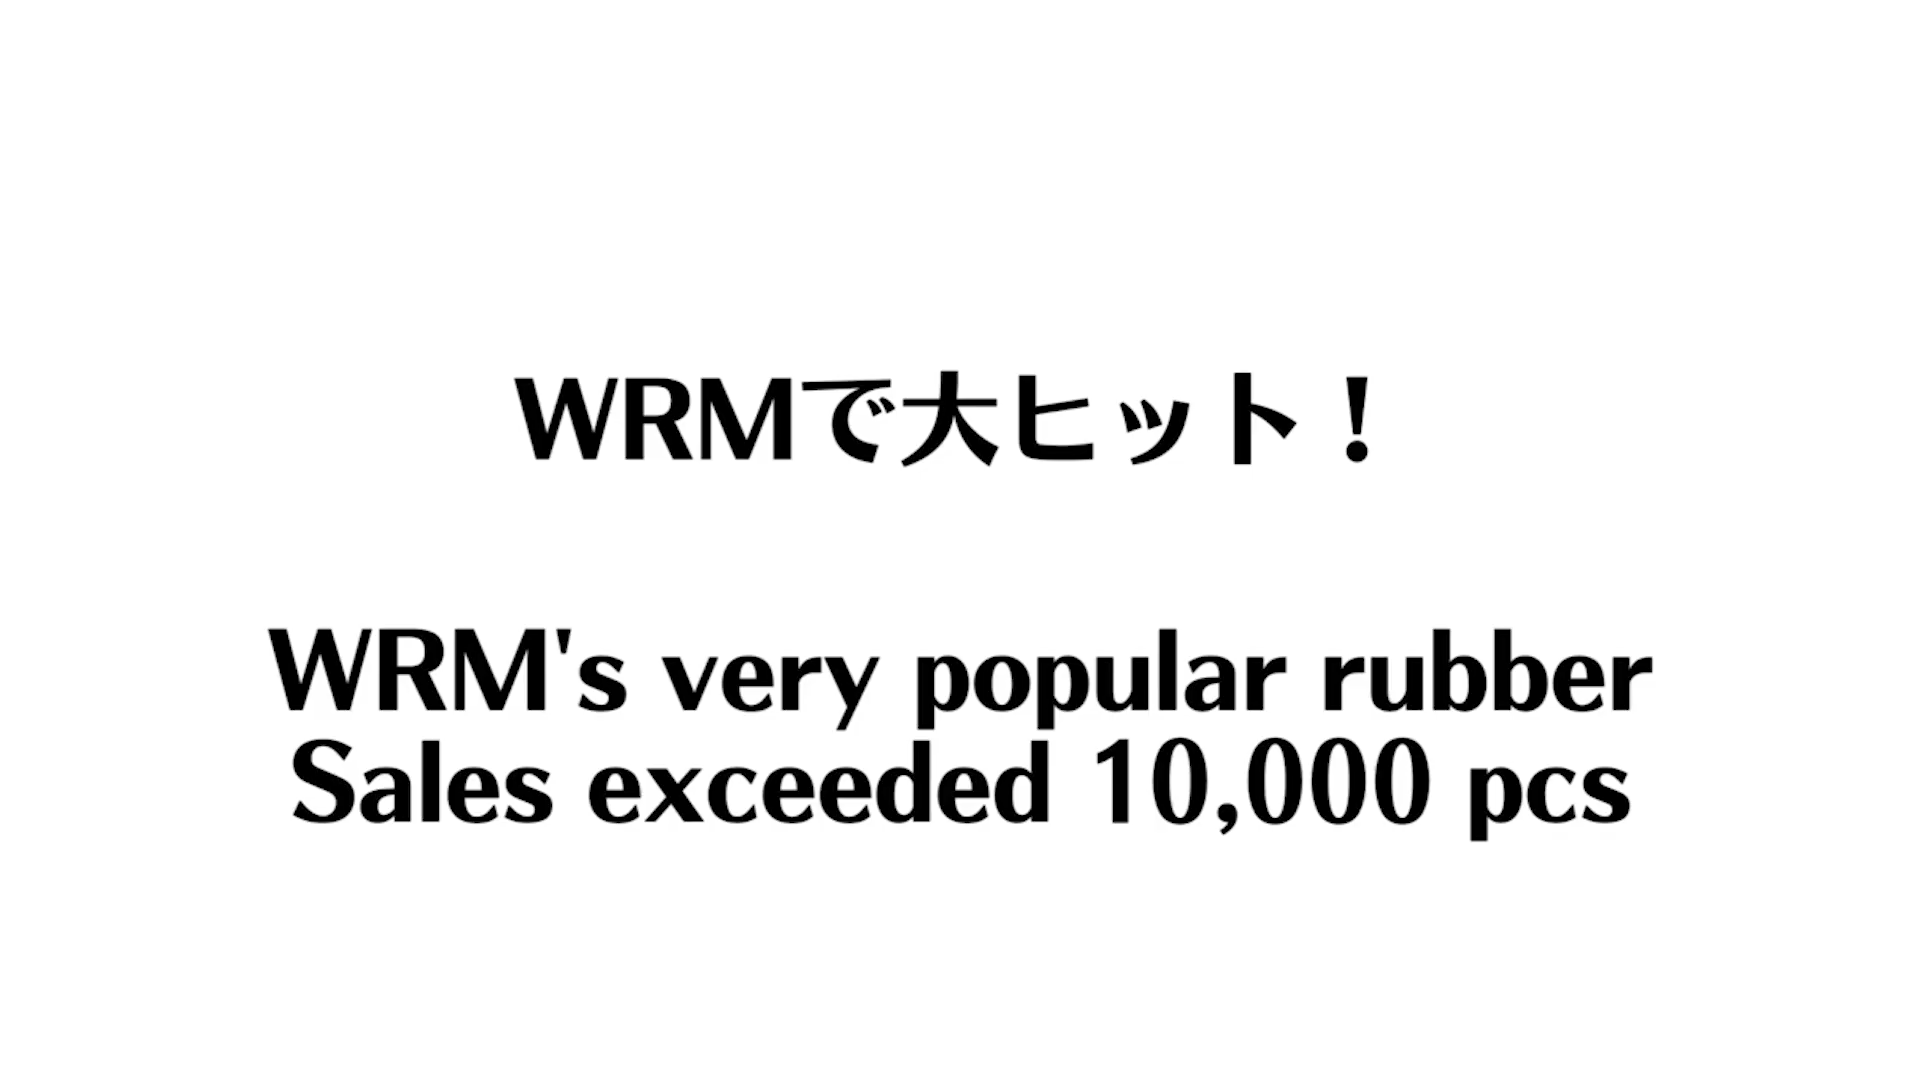 WRMで大ヒット！
WRM's very popular rubber
Sales exceeded 10,000 pcs